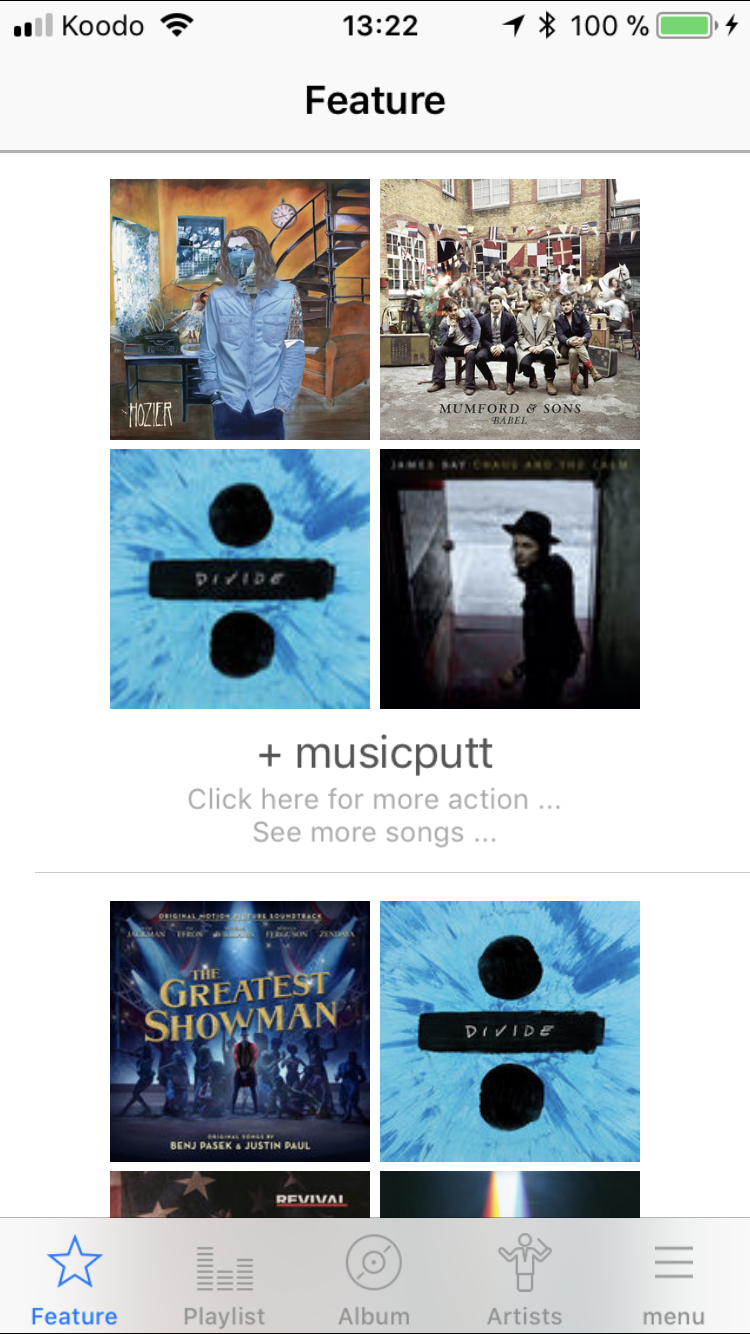 Koodo 13:22 100 %
Feature
HOZIER
MUMFORD & SONS
BABEL
JAMES BAY CHAOS AND THE CALM
DIVIDE
+ musicputt
Click here for more action ...
See more songs ...
ORIGINAL MOTION PICTURE SOUNDTRACK
JACKMAN EFRON WILLIAMS FERGUSON ZENDAYA
THE
GREATEST
SHOWMAN
ORIGINAL SONGS BY
BENJ PASEK & JUSTIN PAUL
DIVIDE
REVIVAL
Feature Playlist Album Artists menu